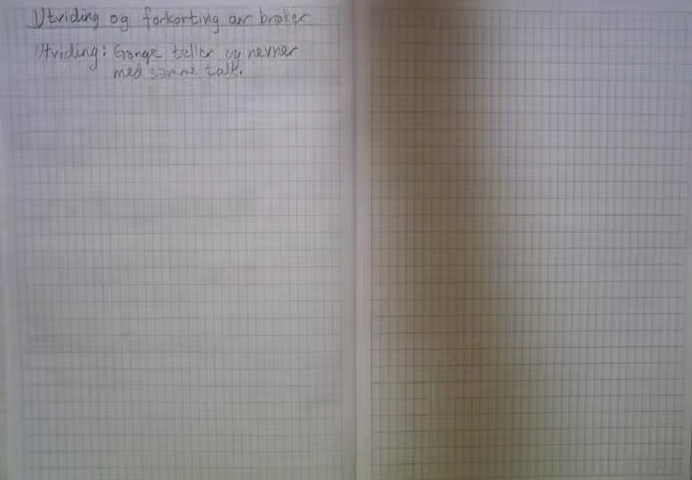 Utviding og forkorting av brøker
Utviding: Gange teller og nevner
med samme tall.